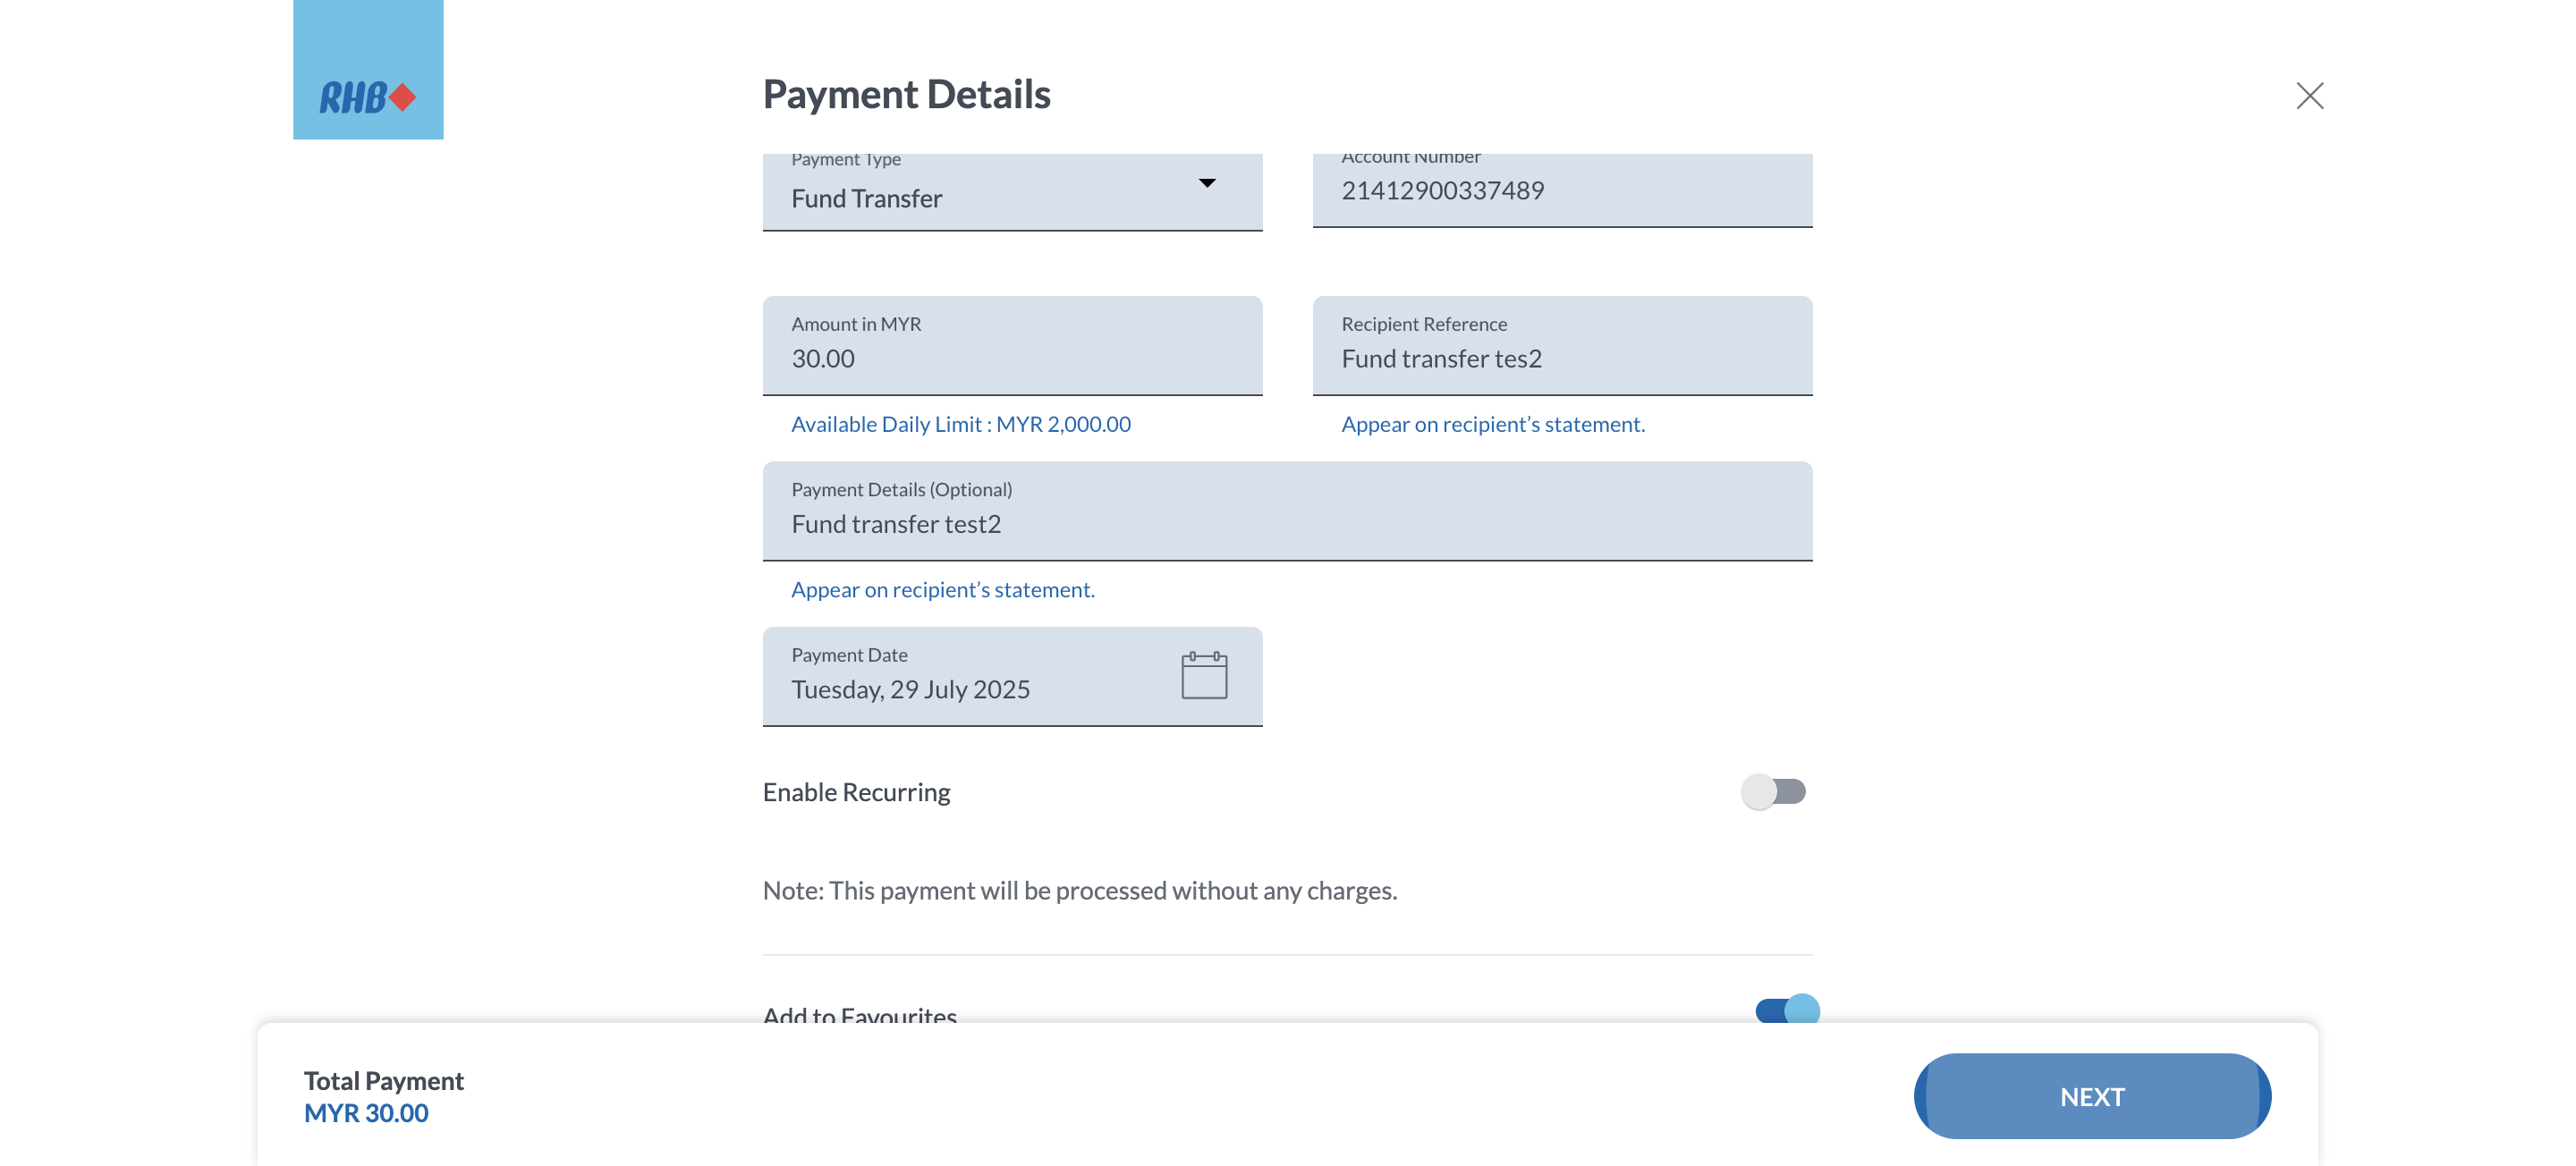 RHB
Payment Details
Payment Type
Fund Transfer
Account Number
21412900337489
Amount in MYR
30.00
Available Daily Limit : MYR 2,000.00
Recipient Reference
Fund transfer tes2
Appear on recipient’s statement.
Payment Details (Optional)
Fund transfer test2
Appear on recipient’s statement.
Payment Date
Tuesday, 29 July 2025
Enable Recurring
Note: This payment will be processed without any charges.
Add to Favourites
Total Payment
MYR 30.00
NEXT